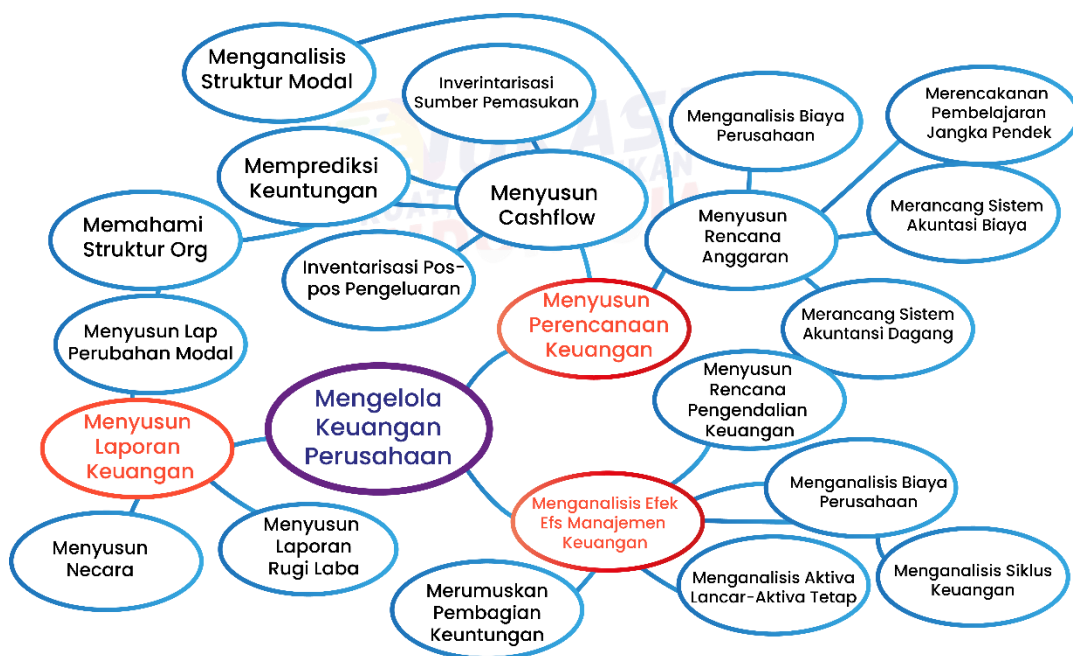 Menganalisis
Struktur Modal
Inverintarisasi
Sumber Pemasukan
Menganalisis Biaya
Perusahaan
Merencakanan
Pembelajaran
Jangka Pendek
Memprediksi
Keuntungan
Menyusun
Cashflow
Menyusun
Rencana
Anggaran
Merancang Sistem
Akuntasi Biaya
Memahami
Struktur Org
Inventarisasi Pos-
pos Pengeluaran
Menyusun
Perencanaan
Keuangan
Merancang Sistem
Akuntansi Dagang
Menyusun Lap
Perubahan Modal
Menyusun
Rencana
Pengendalian
Keuangan
Mengelola
Keuangan
Perusahaan
Menyusun
Laporan
Keuangan
Menganalisis Biaya
Perusahaan
Menganalisis Efek
Efs Manajemen
Keuangan
Menyusun
Necara
Menyusun
Laporan
Rugi Laba
Merumuskan
Pembagian
Keuntungan
Menganalisis Aktiva
Lancar-Aktiva Tetap
Menganalisis Siklus
Keuangan